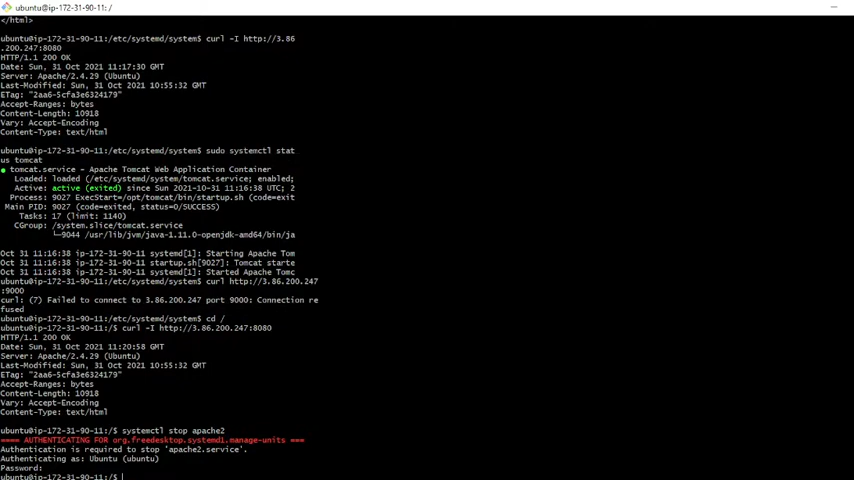 ubuntu@ip-172-31-90-11: /
</html>
ubuntu@ip-172-31-90-11:/etc/systemd/system$ curl -I http://3.86
.200.247:8080
HTTP/1.1 200 OK
Date: Sun, 31 Oct 2021 11:17:30 GMT
Server: Apache/2.4.29 (Ubuntu)
Last-Modified: Sun, 31 Oct 2021 10:55:32 GMT
ETag: "2aa6-5cfa3e6324179"
Accept-Ranges: bytes
Content-Length: 10918
Vary: Accept-Encoding
Content-Type: text/html
ubuntu@ip-172-31-90-11:/etc/systemd/system$ sudo systemctl stat
us tomcat
● tomcat.service - Apache Tomcat Web Application Container
Loaded: loaded (/etc/systemd/system/tomcat.service; enabled;
Active: active (exited) since Sun 2021-10-31 11:16:38 UTC; 2
Process: 9027 ExecStart=/opt/tomcat/bin/startup.sh (code=exit
Main PID: 9027 (code=exited, status=0/SUCCESS)
Tasks: 17 (limit: 1140)
CGroup: /system.slice/tomcat.service
└─9044 /usr/lib/jvm/java-1.11.0-openjdk-amd64/bin/ja
Oct 31 11:16:38 ip-172-31-90-11 systemd[1]: Starting Apache Tom
Oct 31 11:16:38 ip-172-31-90-11 startup.sh[9027]: Tomcat starte
Oct 31 11:16:38 ip-172-31-90-11 systemd[1]: Started Apache Tomc
ubuntu@ip-172-31-90-11:/etc/systemd/system$ curl http://3.86.200.247
:9000
curl: (7) Failed to connect to 3.86.200.247 port 9000: Connection re
fused
ubuntu@ip-172-31-90-11:/etc/systemd/system$ cd /
ubuntu@ip-172-31-90-11:/$ curl -I http://3.86.200.247:8080
HTTP/1.1 200 OK
Date: Sun, 31 Oct 2021 11:20:58 GMT
Server: Apache/2.4.29 (Ubuntu)
Last-Modified: Sun, 31 Oct 2021 10:55:32 GMT
ETag: "2aa6-5cfa3e6324179"
Accept-Ranges: bytes
Content-Length: 10918
Vary: Accept-Encoding
Content-Type: text/html
ubuntu@ip-172-31-90-11:/$ systemctl stop apache2
==== AUTHENTICATING FOR org.freedesktop.systemd1.manage-units ===
Authentication is required to stop 'apache2.service'.
Authenticating as: Ubuntu (ubuntu)
Password:
ubuntu@ip-172-31-90-11:/$